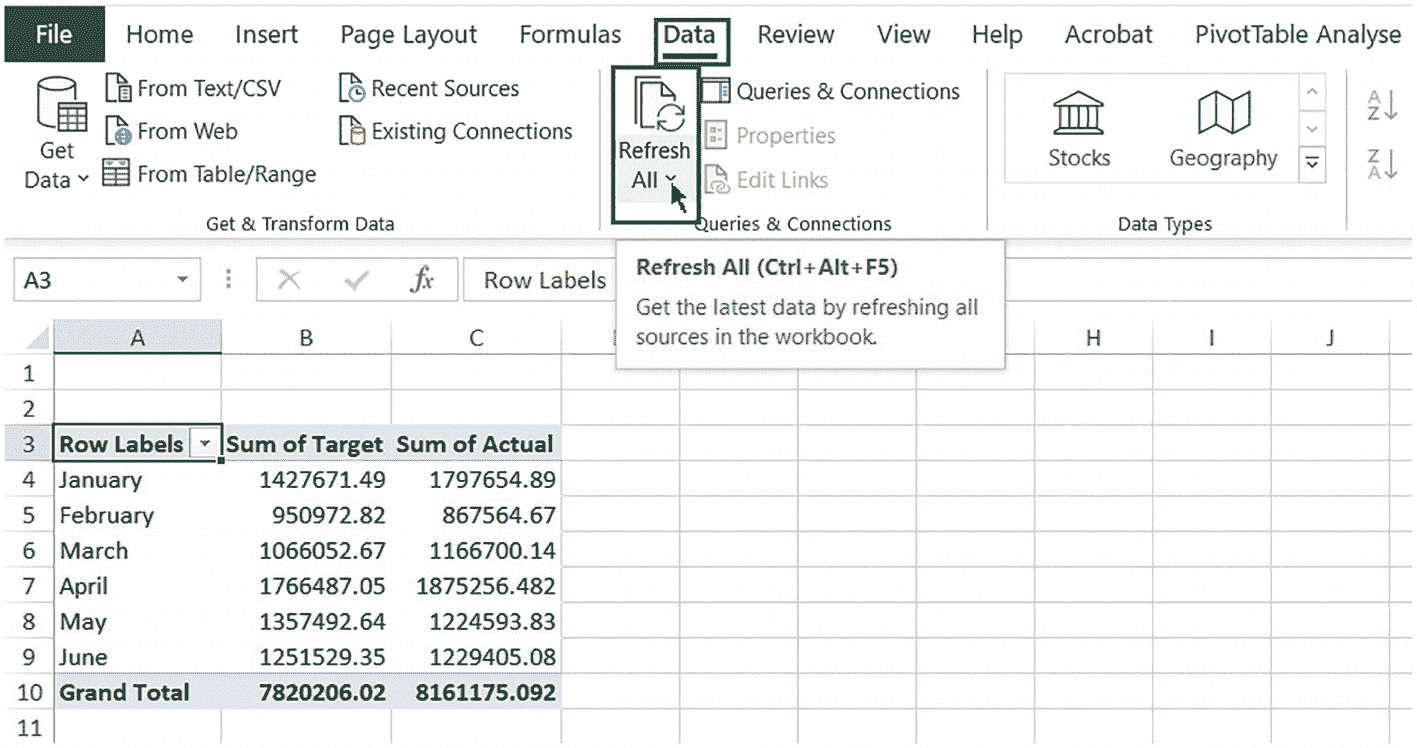 File Home Insert Page Layout Formulas Data Review View Help Acrobat PivotTable Analyse
Get Data
From Text/CSV
From Web
From Table/Range
Recent Sources
Existing Connections
Get & Transform Data
Refresh All
Queries & Connections
Properties
Edit Links
Queries & Connections
Stocks
Geography
Data Types
A
Z
Z
A
A3 fx Row Labels
Refresh All (Ctrl+Alt+F5)
Get the latest data by refreshing all
sources in the workbook.
A B C H I J
1
2
3 Row Labels Sum of Target Sum of Actual
4 January 1427671.49 1797654.89
5 February 950972.82 867564.67
6 March 1066052.67 1166700.14
7 April 1766487.05 1875256.482
8 May 1357492.64 1224593.83
9 June 1251529.35 1229405.08
10 Grand Total 7820206.02 8161175.092
11